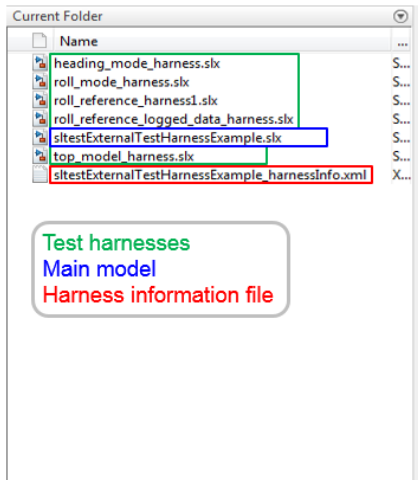 Current Folder
Name ...
heading_mode_harness.slx S...
roll_mode_harness.slx S...
roll_reference_harness1.slx S...
roll_reference_logged_data_harness.slx S...
sltestExternalTestHarnessExample.slx S...
top_model_harness.slx S...
sltestExternalTestHarnessExample_harnessInfo.xml X...
Test harnesses
Main model
Harness information file